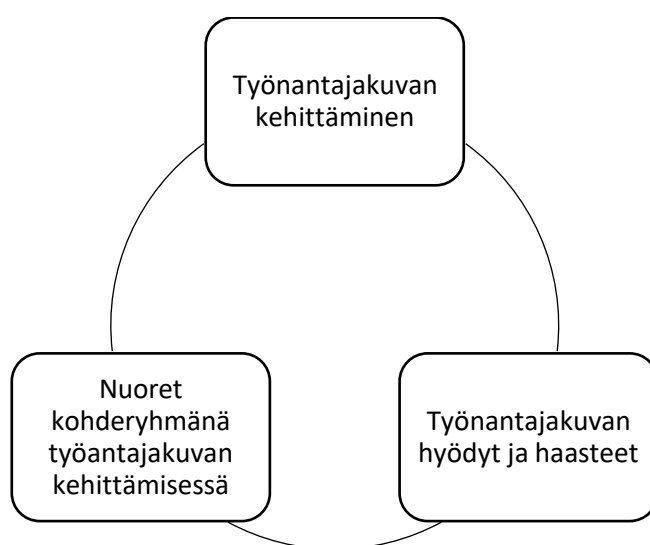 Työnantajakuvan
kehittäminen
Nuoret
kohderyhmänä
työantajakuvan
kehittämisessä
Työnantajakuvan
hyödyt ja haasteet